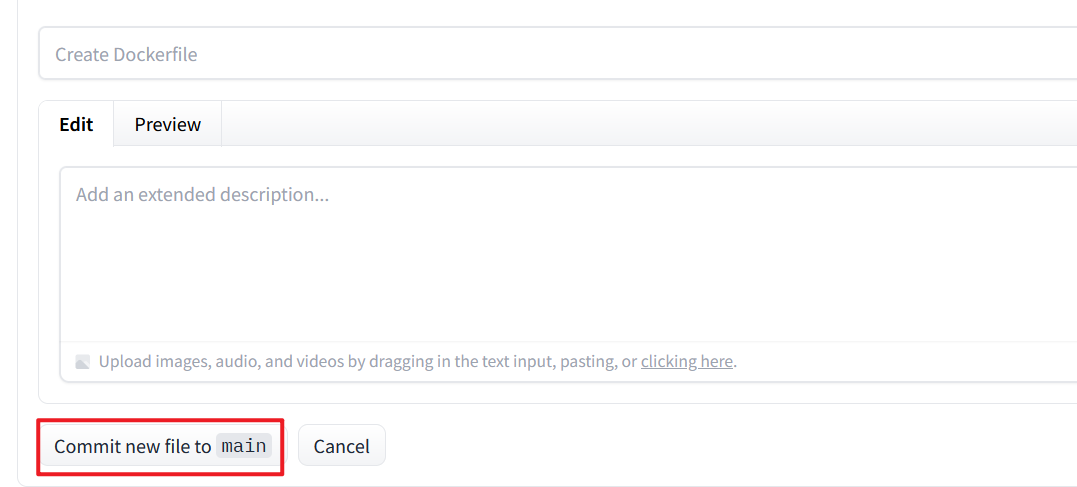 Create Dockerfile
Edit Preview
Add an extended description...
Upload images, audio, and videos by dragging in the text input, pasting, or clicking here.
Commit new file to main Cancel